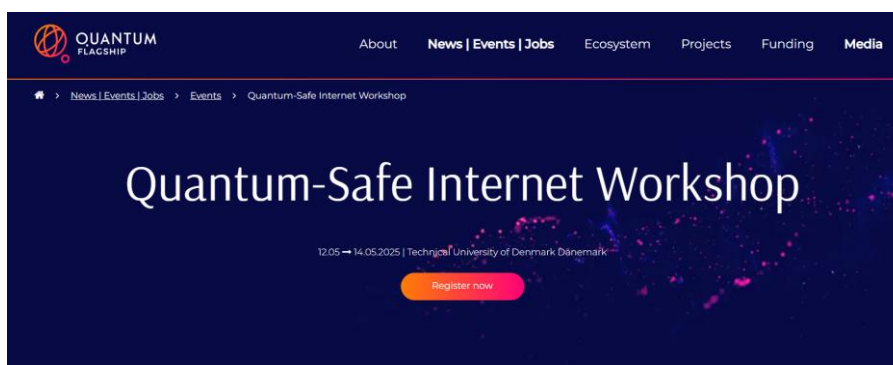 QUANTUM
FLAGSHIP
About News | Events | Jobs Ecosystem Projects Funding Media
> News | Events | Jobs > Events > Quantum-Safe Internet Workshop
Quantum-Safe Internet Workshop
12.05 → 14.05.2025 | Technical University of Denmark Dänemark
Register now